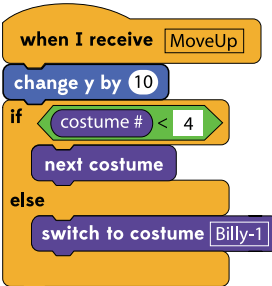 when I receive MoveUp
change y by 10
if costume # < 4
next costume
else
switch to costume Billy-1